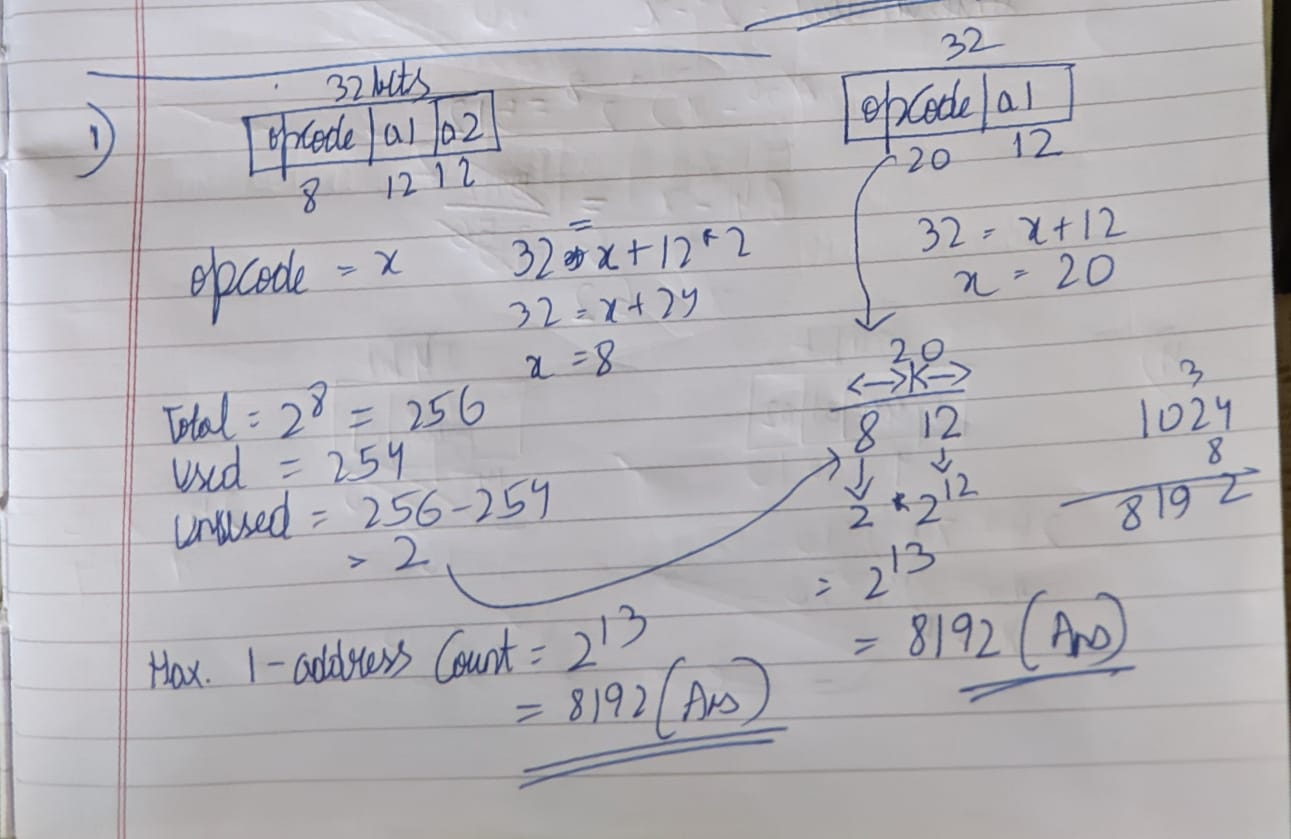 1)
32 bits
opcode | a1 | a2
8 12 12
opcode = x
32 = x + 12 * 2
32 = x + 24
x = 8
Total = 2^8 = 256
Used = 254
Unused = 256 - 254
= 2
Max. 1-address Count = 2^13
= 8192 (Ans)
32
opcode | a1
20 12
32 = x + 12
x = 20
20
8 12
2 * 2^12
= 2^13
= 8192 (Ans)
3
1024
8
8192